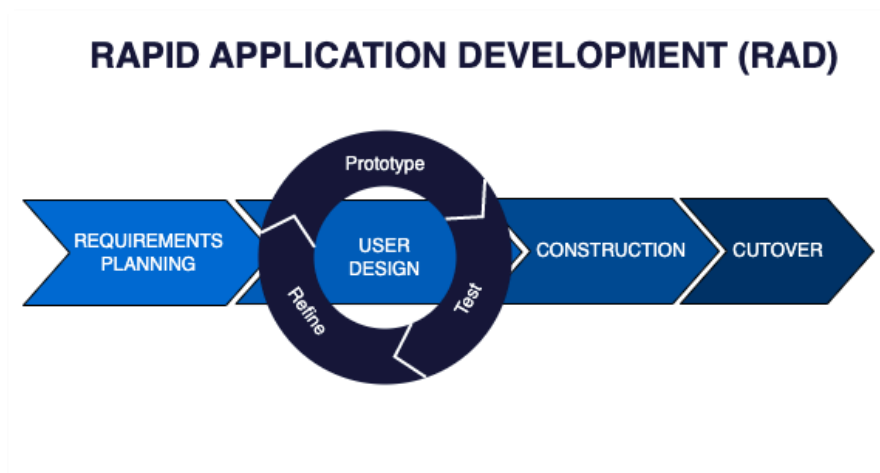 RAPID APPLICATION DEVELOPMENT (RAD)
Prototype
REQUIREMENTS
PLANNING
USER
DESIGN
CONSTRUCTION
CUTOVER
Refine
Test